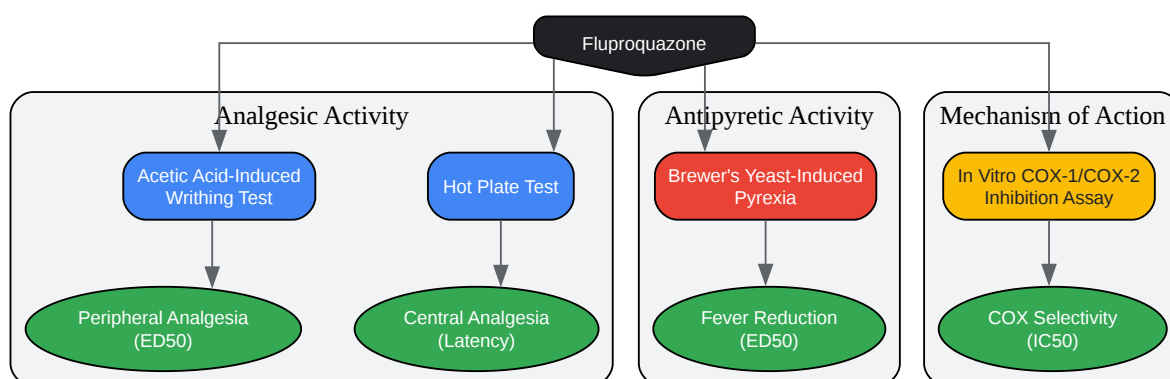 Fluproquazone
Analgesic Activity
Antipyretic Activity
Mechanism of Action
Acetic Acid-Induced
Writhing Test
Hot Plate Test
Brewer's Yeast-Induced
Pyrexia
In Vitro COX-1/COX-2
Inhibition Assay
Peripheral Analgesia
(ED50)
Central Analgesia
(Latency)
Fever Reduction
(ED50)
COX Selectivity
(IC50)